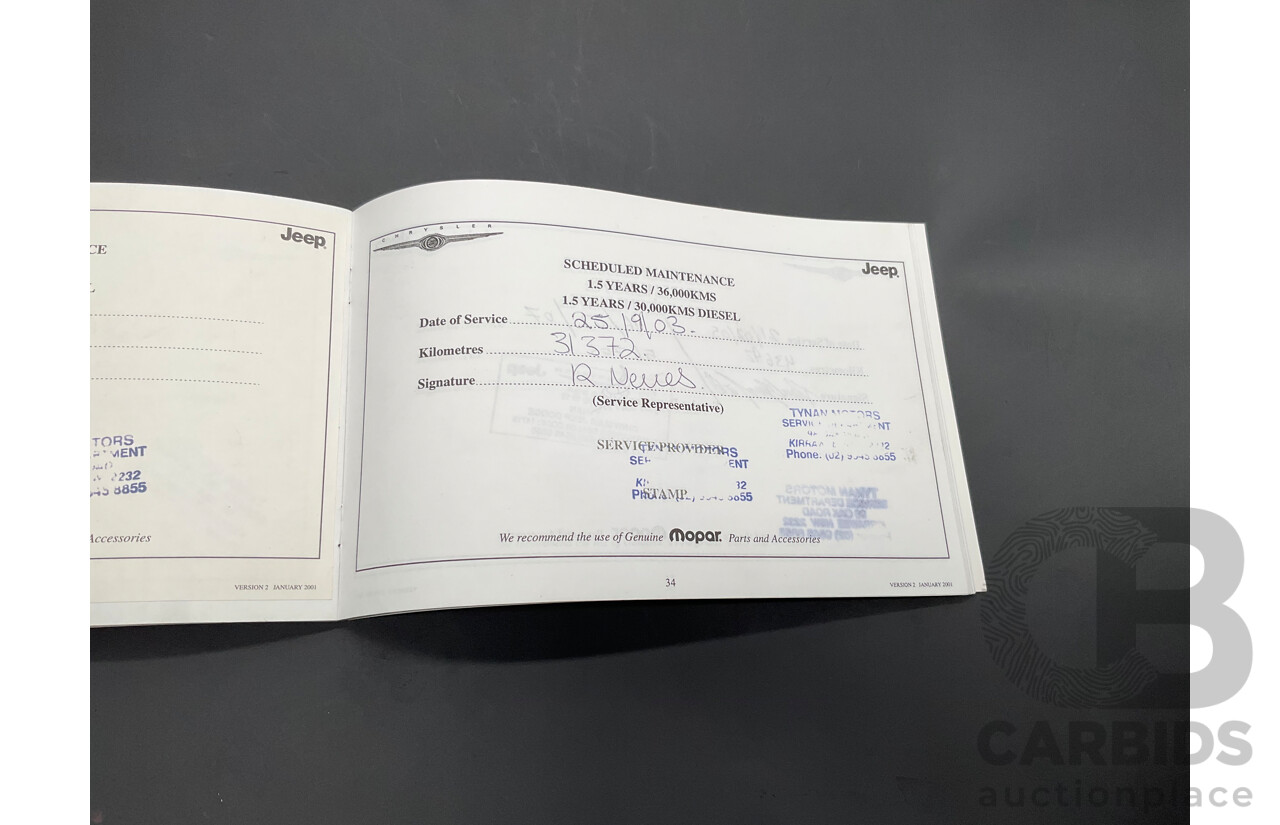 CE
Jeep
TORS
2232
8855
Accessories
VERSION 2 JANUARY 2001
CHRYSLER
Jeep
SCHEDULED MAINTENANCE
1.5 YEARS / 36,000KMS
1.5 YEARS / 30,000KMS DIESEL
Date of Service 25/9/03.
Kilometres 31372.
Signature R
(Service Representative)
TYNAN MOTORS
Phone. (02)
SERVICE PROVIDERS
STAMP
We recommend the use of Genuine Mopar. Parts and Accessories
34
VERSION 2 JANUARY 2001
CARBIDS
auctionplace